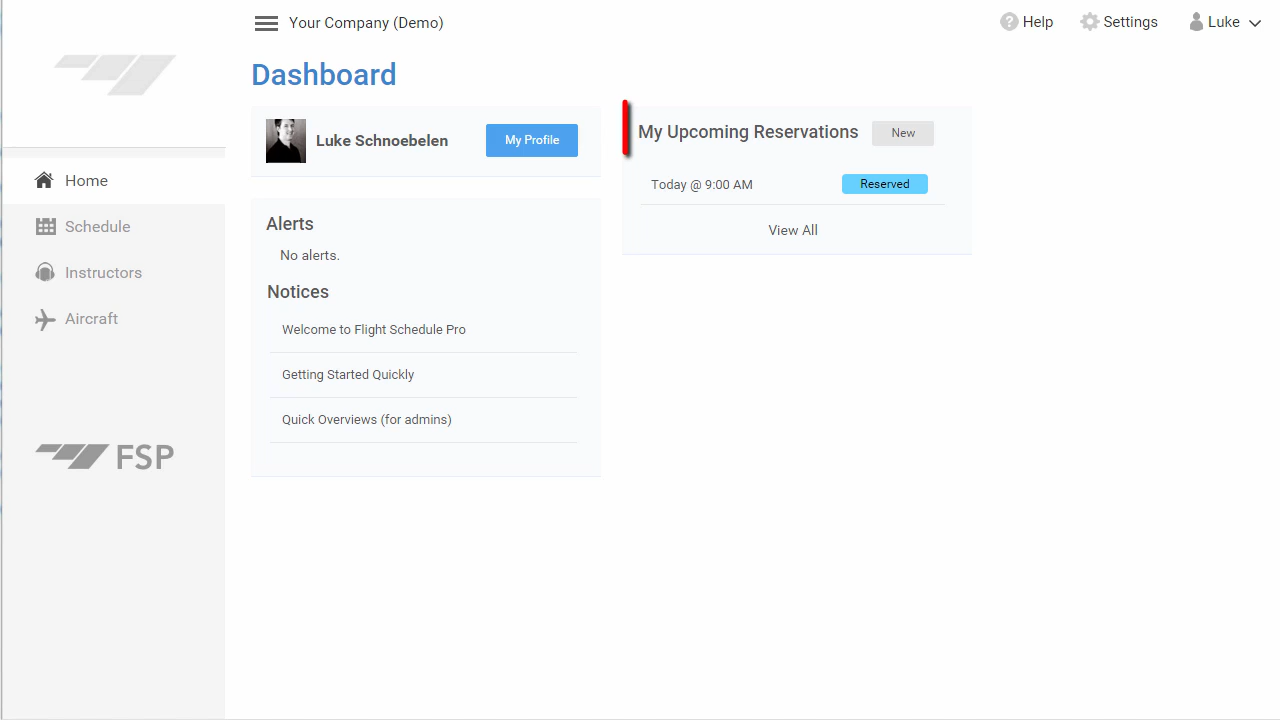 Your Company (Demo)
Help
Settings
Luke
Dashboard
Luke Schnoebelen
My Profile
My Upcoming Reservations
New
Today @ 9:00 AM
Reserved
View All
Home
Schedule
Instructors
Aircraft
FSP
Alerts
No alerts.
Notices
Welcome to Flight Schedule Pro
Getting Started Quickly
Quick Overviews (for admins)